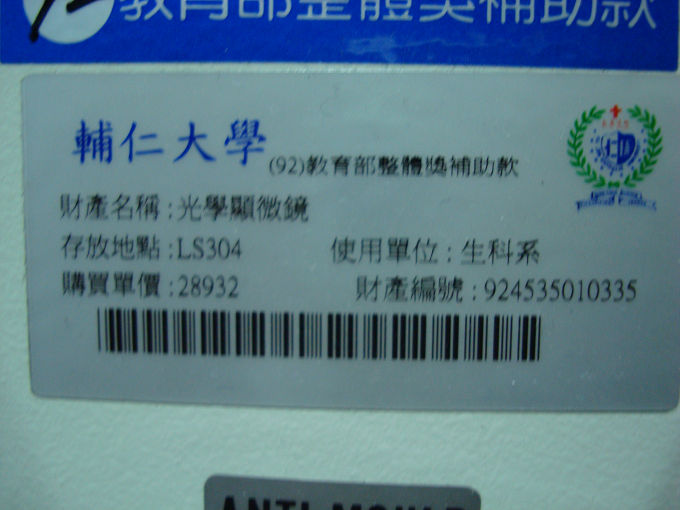 教育部整體獎補助款
輔仁大學 (92)教育部整體獎補助款
財產名稱:光學顯微鏡
存放地點:LS304 使用單位:生科系
購買單價:28932 財產編號:924535010335
ANTI-MOULD